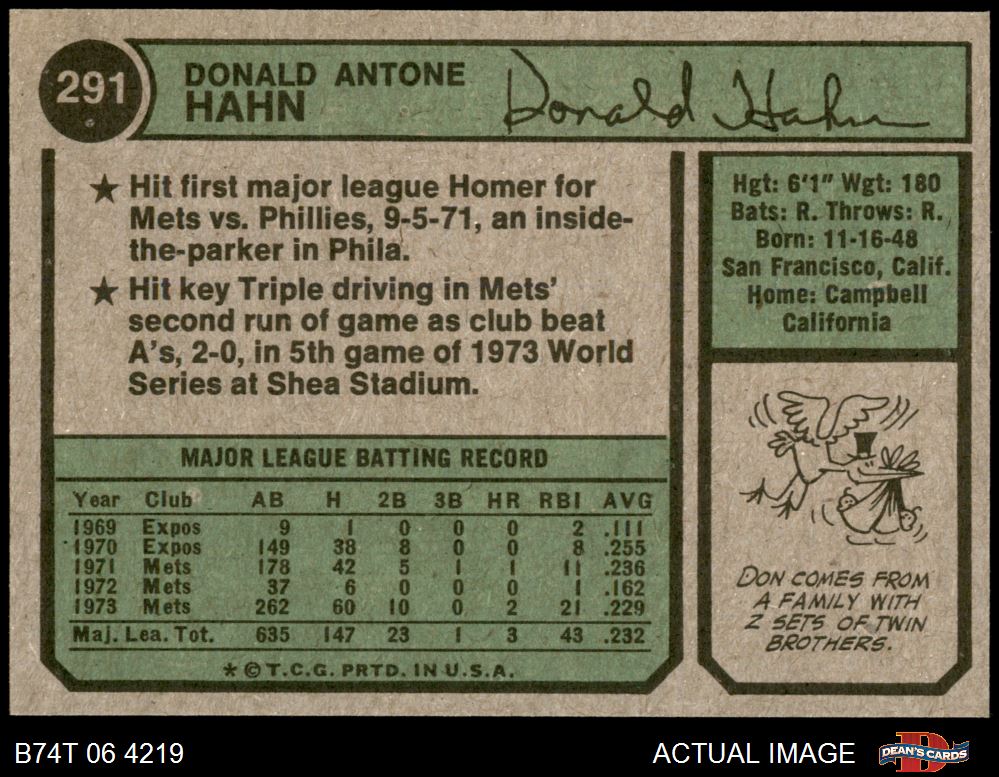 291
DONALD ANTONE
HAHN
Donald Hahn
★ Hit first major league Homer for
Mets vs. Phillies, 9-5-71, an inside-
the-parker in Phila.
★ Hit key Triple driving in Mets'
second run of game as club beat
A's, 2-0, in 5th game of 1973 World
Series at Shea Stadium.
Hgt: 6'1" Wgt: 180
Bats: R. Throws: R.
Born: 11-16-48
San Francisco, Calif.
Home: Campbell
California
MAJOR LEAGUE BATTING RECORD
Year Club AB H 2B 3B HR RBI AVG
1969 Expos 9 1 0 0 0 2 .111
1970 Expos 149 38 8 0 0 8 .255
1971 Mets 178 42 5 1 1 11 .236
1972 Mets 37 6 0 0 0 1 .162
1973 Mets 262 60 10 0 2 21 .229
Maj. Lea. Tot. 635 147 23 1 3 43 .232
* © T.C.G. PRTD. IN U.S.A.
DON COMES FROM
A FAMILY WITH
2 SETS OF TWIN
BROTHERS.
B74T 06 4219
ACTUAL IMAGE
DEAN'S CARDS